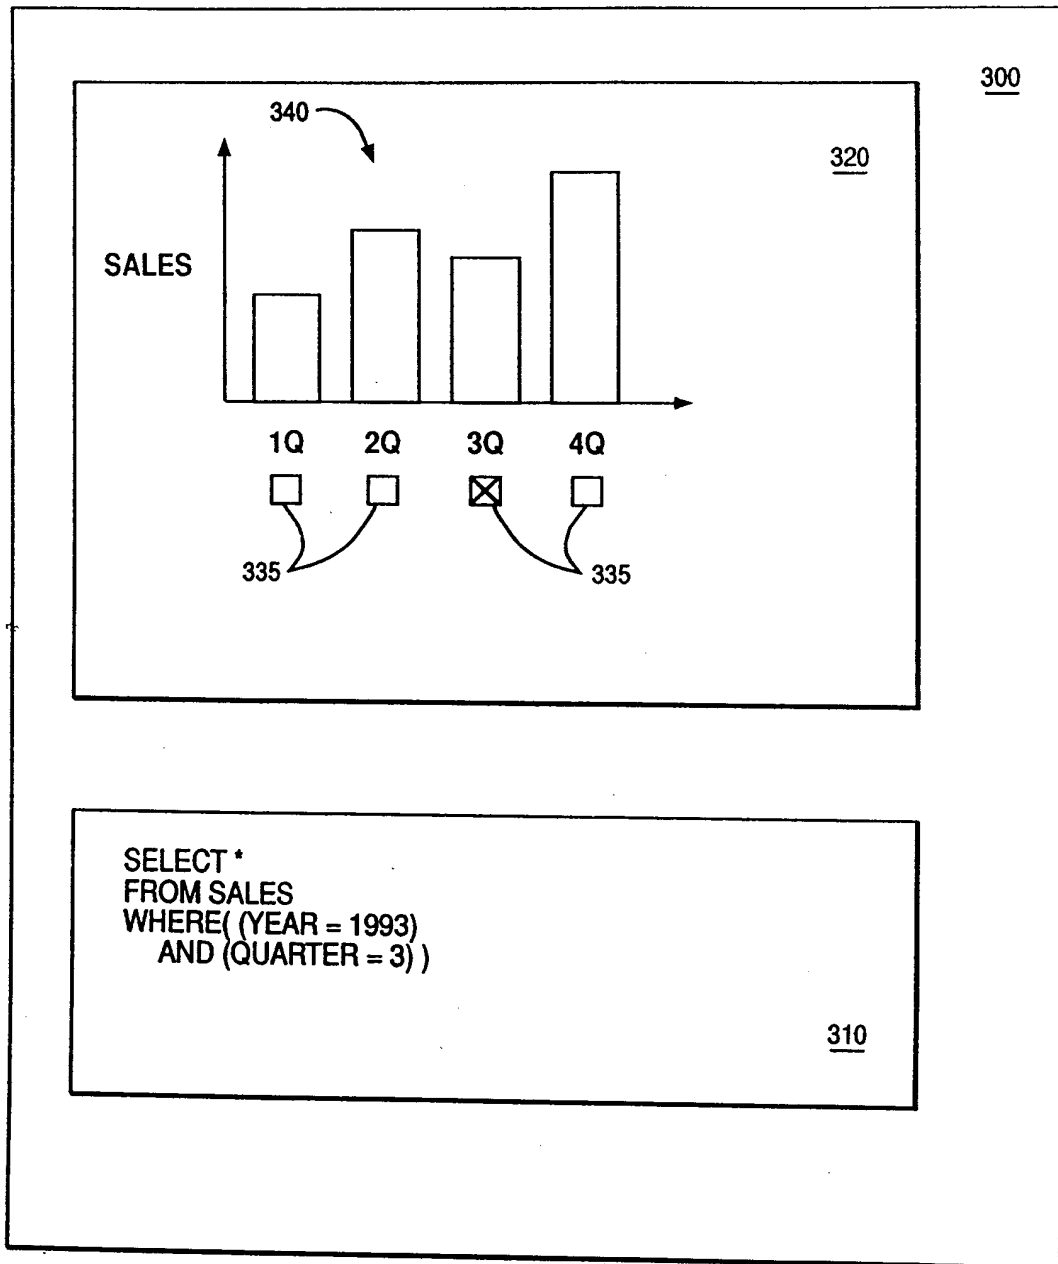 300
340
320
SALES
1Q 2Q 3Q 4Q
335 335
SELECT *
FROM SALES
WHERE( (YEAR = 1993)
AND (QUARTER = 3) )
310